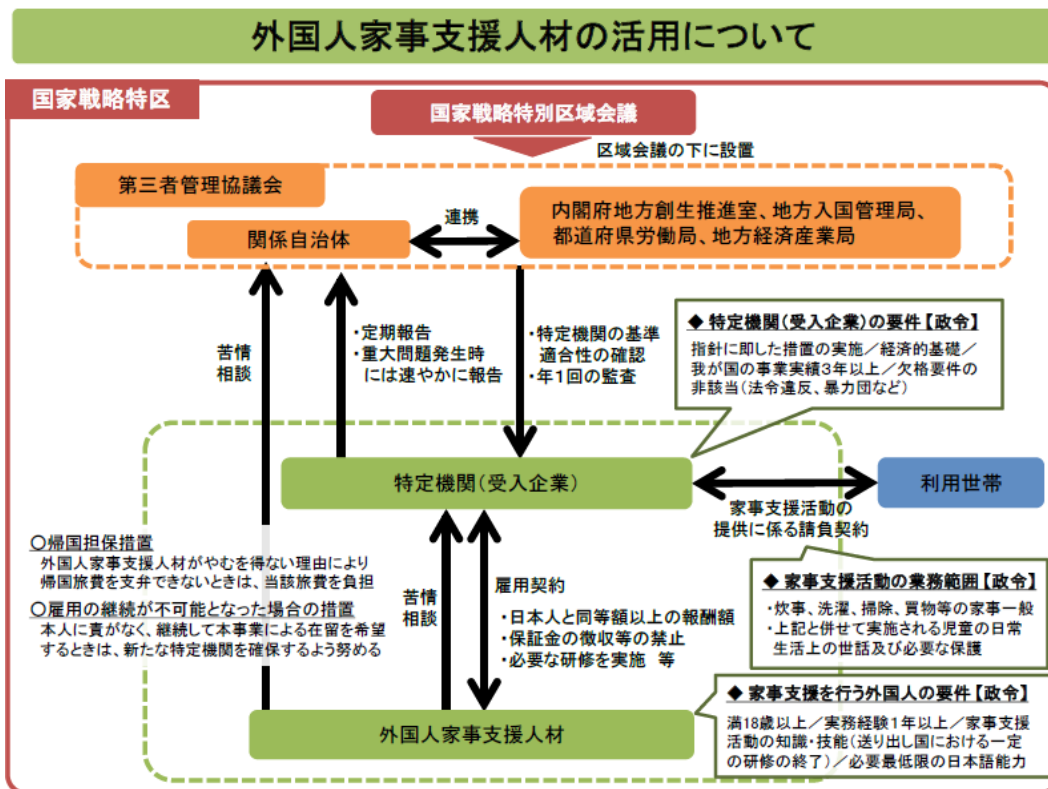 外国人家事支援人材の活用について
国家戦略特区
国家戦略特別区域会議
区域会議の下に設置
第三者管理協議会
関係自治体
連携
内閣府地方創生推進室、地方入国管理局、
都道府県労働局、地方経済産業局
苦情
相談
・定期報告
・重大問題発生時
には速やかに報告
・特定機関の基準
適合性の確認
・年1回の監査
◆ 特定機関(受入企業)の要件【政令】
指針に即した措置の実施/経済的基礎/
我が国の事業実績3年以上/欠格要件の
非該当(法令違反、暴力団など)
特定機関(受入企業)
利用世帯
家事支援活動の
提供に係る請負契約
○帰国担保措置
外国人家事支援人材がやむを得ない理由により
帰国旅費を支弁できないときは、当該旅費を負担
○雇用の継続が不可能となった場合の措置
本人に責がなく、継続して本事業による在留を希望
するときは、新たな特定機関を確保するよう努める
苦情
相談
雇用契約
・日本人と同等額以上の報酬額
・保証金の徴収等の禁止
・必要な研修を実施 等
◆ 家事支援活動の業務範囲【政令】
・炊事、洗濯、掃除、買物等の家事一般
・上記と併せて実施される児童の日常
生活上の世話及び必要な保護
◆ 家事支援を行う外国人の要件【政令】
満18歳以上/実務経験1年以上/家事支援
活動の知識・技能(送り出し国における一定
の研修の終了)/必要最低限の日本語能力
外国人家事支援人材